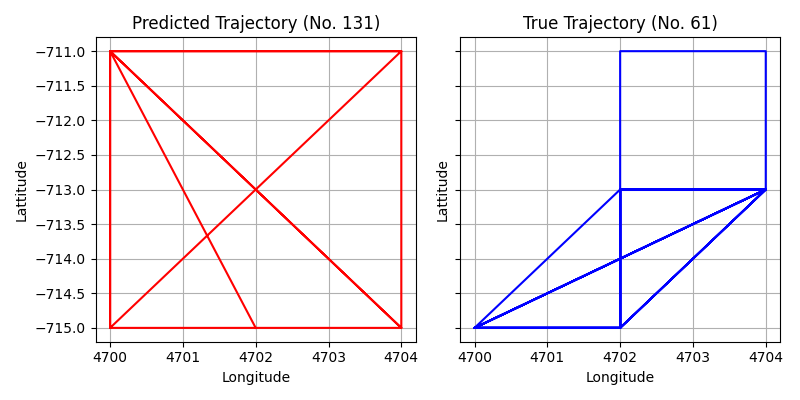 Predicted Trajectory (No. 131)
True Trajectory (No. 61)
−711.0
−711.5
−712.0
−712.5
−713.0
−713.5
−714.0
−714.5
−715.0
Lattitude
Lattitude
4700 4701 4702 4703 4704
4700 4701 4702 4703 4704
Longitude
Longitude